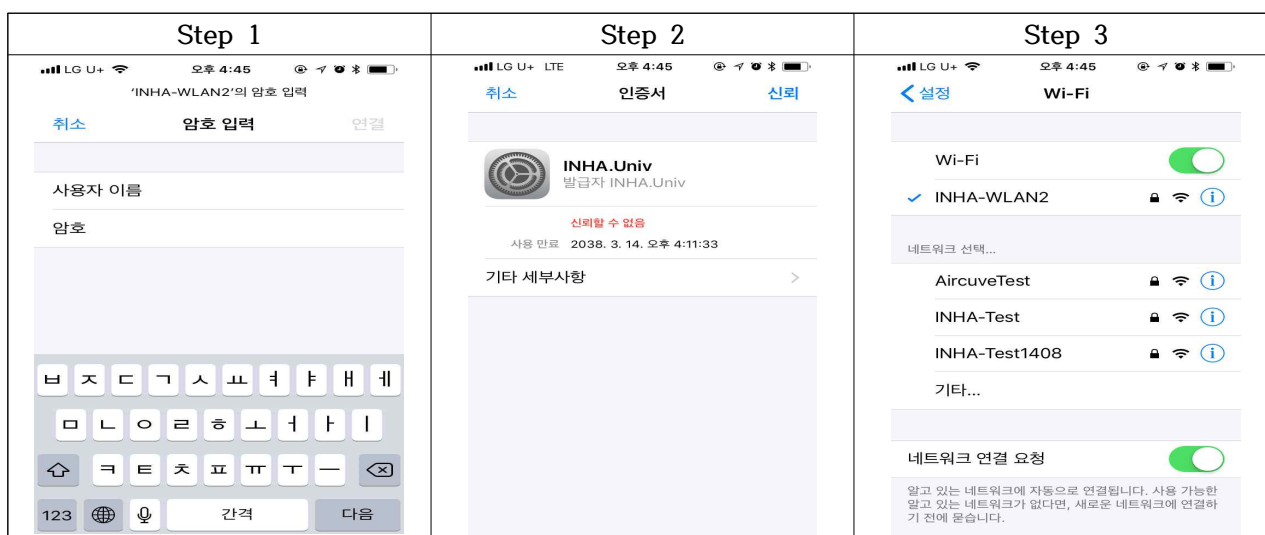 Step 1
Step 2
Step 3
LG U+
오후 4:45
'INHA-WLAN2'의 암호 입력
취소
암호 입력
연결
사용자 이름
암호
ㅂ ㅈ ㄷ ㄱ ㅅ ㅛ ㅕ ㅑ ㅐ ㅔ
ㅁ ㄴ ㅇ ㄹ ㅎ ㅗ ㅓ ㅏ ㅣ
ㅋ ㅌ ㅊ ㅍ ㅠ ㅜ ㅡ
123
간격
다음
LG U+ LTE
오후 4:45
취소
인증서
신뢰
INHA.Univ
발급자 INHA.Univ
신뢰할 수 없음
사용 만료 2038. 3. 14. 오후 4:11:33
기타 세부사항
LG U+
오후 4:45
설정
Wi-Fi
Wi-Fi
INHA-WLAN2
네트워크 선택...
AircuveTest
INHA-Test
INHA-Test1408
기타...
네트워크 연결 요청
알고 있는 네트워크에 자동으로 연결됩니다. 사용 가능한
알고 있는 네트워크가 없다면, 새로운 네트워크에 연결하
기 전에 묻습니다.